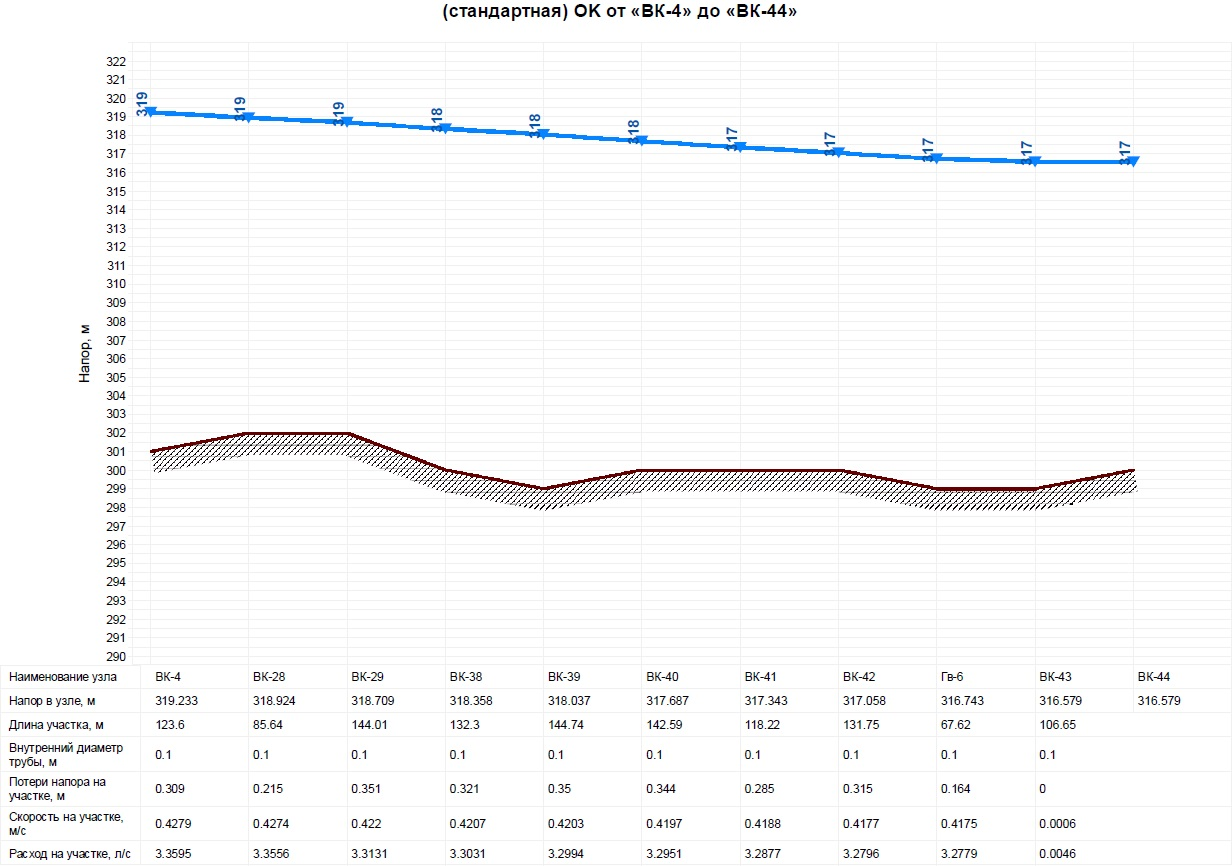 (стандартная) ОК от «ВК-4» до «ВК-44»
322
321
320
319
318
317
316
315
314
313
312
311
310
309
308
307
306
305
304
303
302
301
300
299
298
297
296
295
294
293
292
291
290
Напор, м
319 319 319 318 318 318 317 317 317 317 317
Наименование узла ВК-4 ВК-28 ВК-29 ВК-38 ВК-39 ВК-40 ВК-41 ВК-42 Гв-6 ВК-43 ВК-44
Напор в узле, м 319.233 318.924 318.709 318.358 318.037 317.687 317.343 317.058 316.743 316.579 316.579
Длина участка, м 123.6 85.64 144.01 132.3 144.74 142.59 118.22 131.75 67.62 106.65
Внутренний диаметр
трубы, м 0.1 0.1 0.1 0.1 0.1 0.1 0.1 0.1 0.1 0.1
Потери напора на
участке, м 0.309 0.215 0.351 0.321 0.35 0.344 0.285 0.315 0.164 0
Скорость на участке,
м/с 0.4279 0.4274 0.422 0.4207 0.4203 0.4197 0.4188 0.4177 0.4175 0.0006
Расход на участке, л/с 3.3595 3.3556 3.3131 3.3031 3.2994 3.2951 3.2877 3.2796 3.2779 0.0046